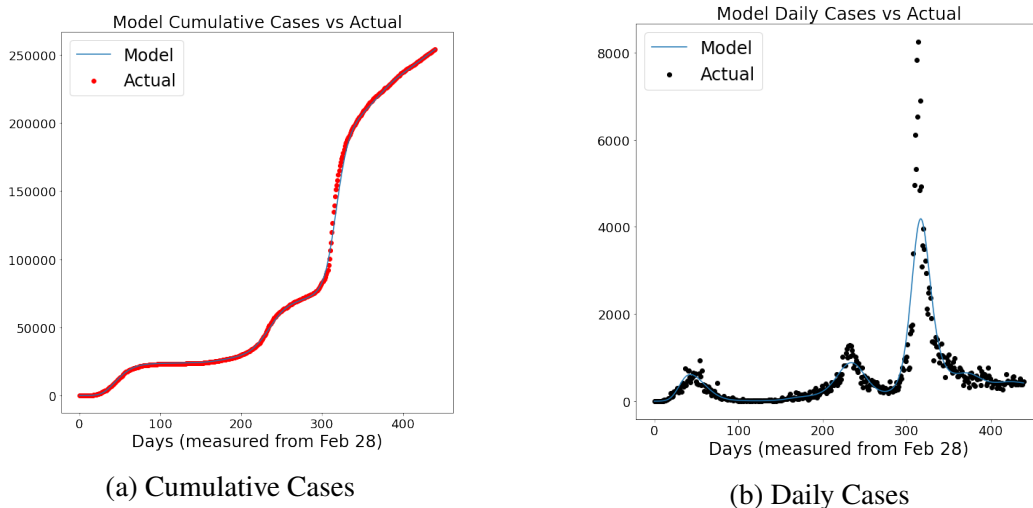 Model Cumulative Cases vs Actual
Model
Actual
250000
200000
150000
100000
50000
0
0 100 200 300 400
Days (measured from Feb 28)
(a) Cumulative Cases
Model Daily Cases vs Actual
Model
Actual
8000
6000
4000
2000
0
0 100 200 300 400
Days (measured from Feb 28)
(b) Daily Cases